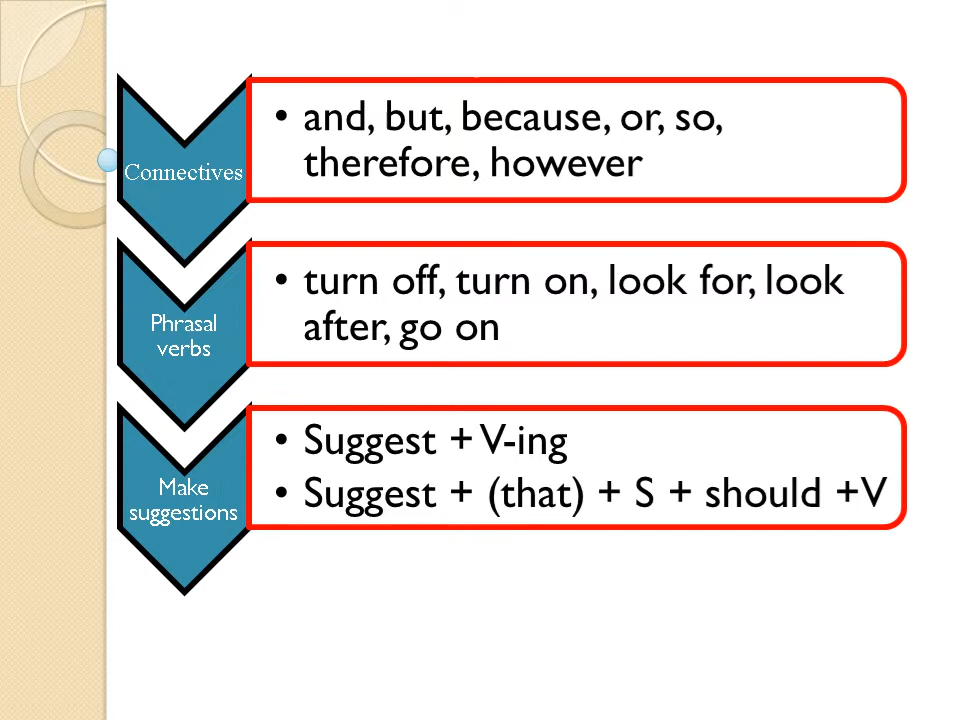 Connectives
• and, but, because, or, so,
therefore, however
Phrasal
verbs
• turn off, turn on, look for, look
after, go on
Make
suggestions
• Suggest + V-ing
• Suggest + (that) + S + should +V